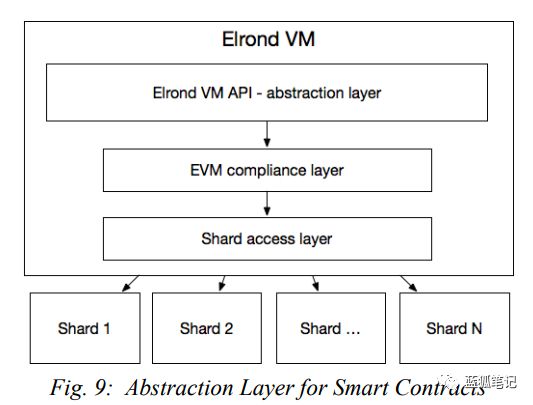 Elrond VM
Elrond VM API - abstraction layer
EVM compliance layer
Shard access layer
Shard 1
Shard 2
Shard ...
Shard N
蓝狐笔记
Fig. 9: Abstraction Layer for Smart Contracts